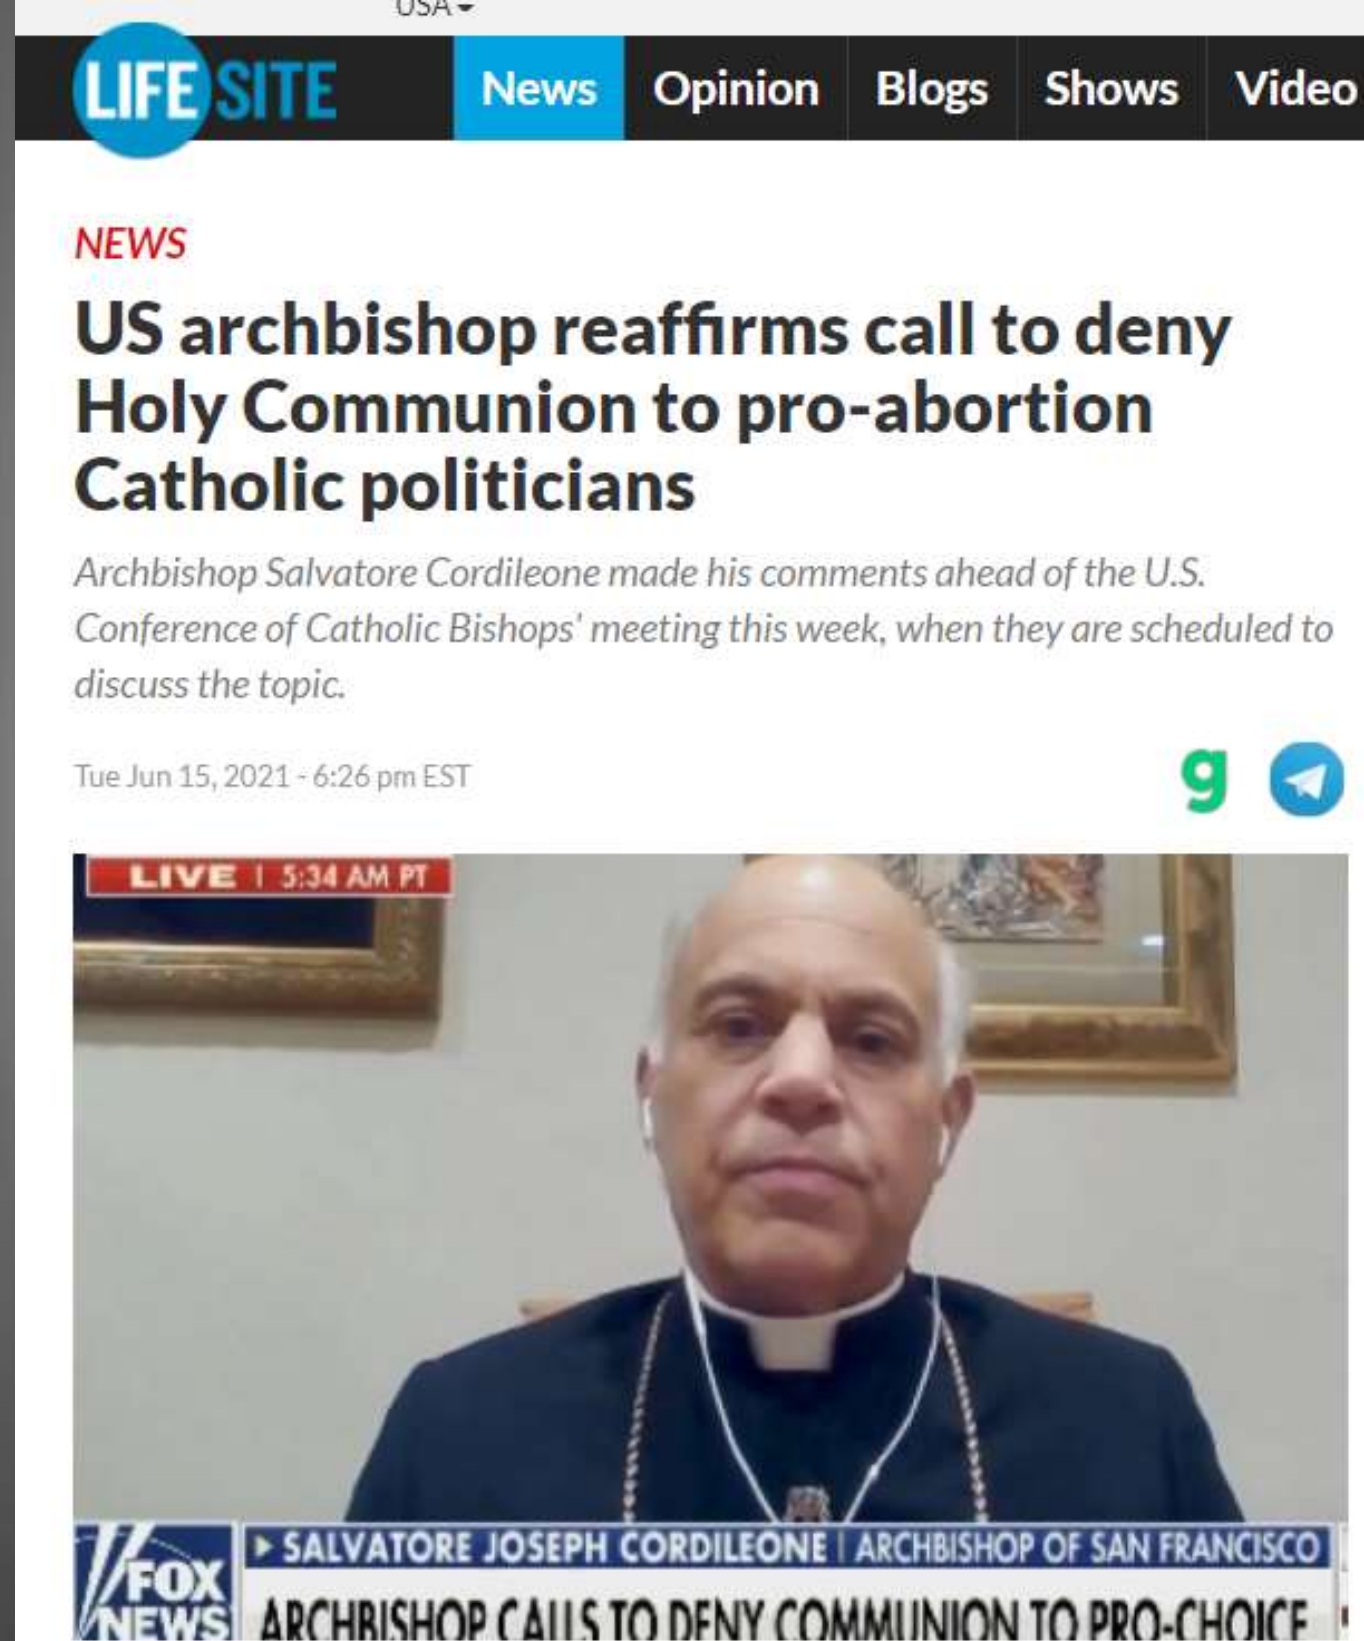 USA
LIFE SITE
News Opinion Blogs Shows Video
NEWS
US archbishop reaffirms call to deny
Holy Communion to pro-abortion
Catholic politicians
Archbishop Salvatore Cordileone made his comments ahead of the U.S.
Conference of Catholic Bishops' meeting this week, when they are scheduled to
discuss the topic.
Tue Jun 15, 2021 - 6:26 pm EST
g
LIVE | 5:34 AM PT
SALVATORE JOSEPH CORDILEONE | ARCHBISHOP OF SAN FRANCISCO
FOX
NEWS
ARCHBISHOP CALLS TO DENY COMMUNION TO PRO-CHOICE